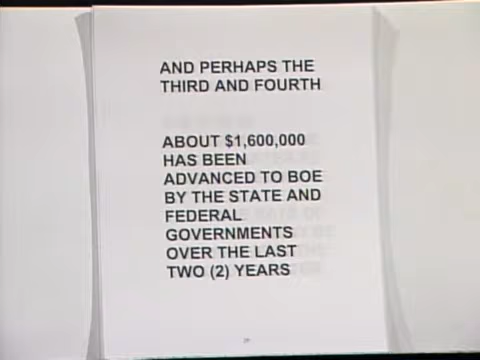 AND PERHAPS THE
THIRD AND FOURTH
ABOUT $1,600,000
HAS BEEN
ADVANCED TO BOE
BY THE STATE AND
FEDERAL
GOVERNMENTS
OVER THE LAST
TWO (2) YEARS